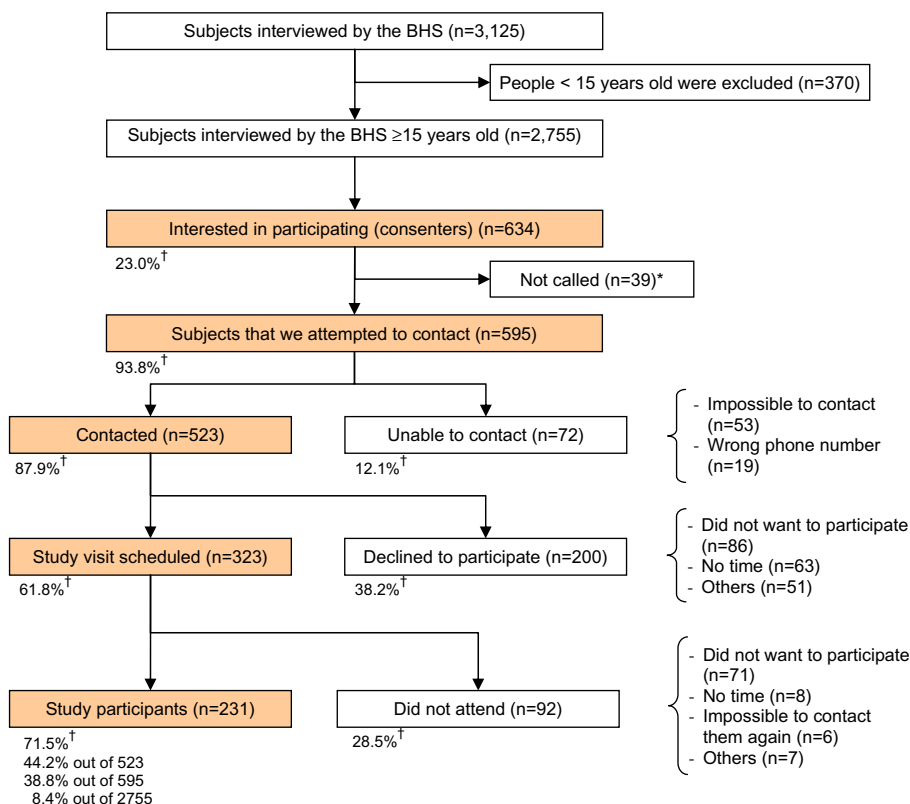 Subjects interviewed by the BHS (n=3,125)
People < 15 years old were excluded (n=370)
Subjects interviewed by the BHS ≥15 years old (n=2,755)
Interested in participating (consenters) (n=634)
23.0%†
Not called (n=39)*
Subjects that we attempted to contact (n=595)
93.8%†
Contacted (n=523)
87.9%†
Unable to contact (n=72)
12.1%†
- Impossible to contact
(n=53)
- Wrong phone number
(n=19)
Study visit scheduled (n=323)
61.8%†
Declined to participate (n=200)
38.2%†
- Did not want to participate
(n=86)
- No time (n=63)
- Others (n=51)
Study participants (n=231)
71.5%†
44.2% out of 523
38.8% out of 595
8.4% out of 2755
Did not attend (n=92)
28.5%†
- Did not want to participate
(n=71)
- No time (n=8)
- Impossible to contact
them again (n=6)
- Others (n=7)